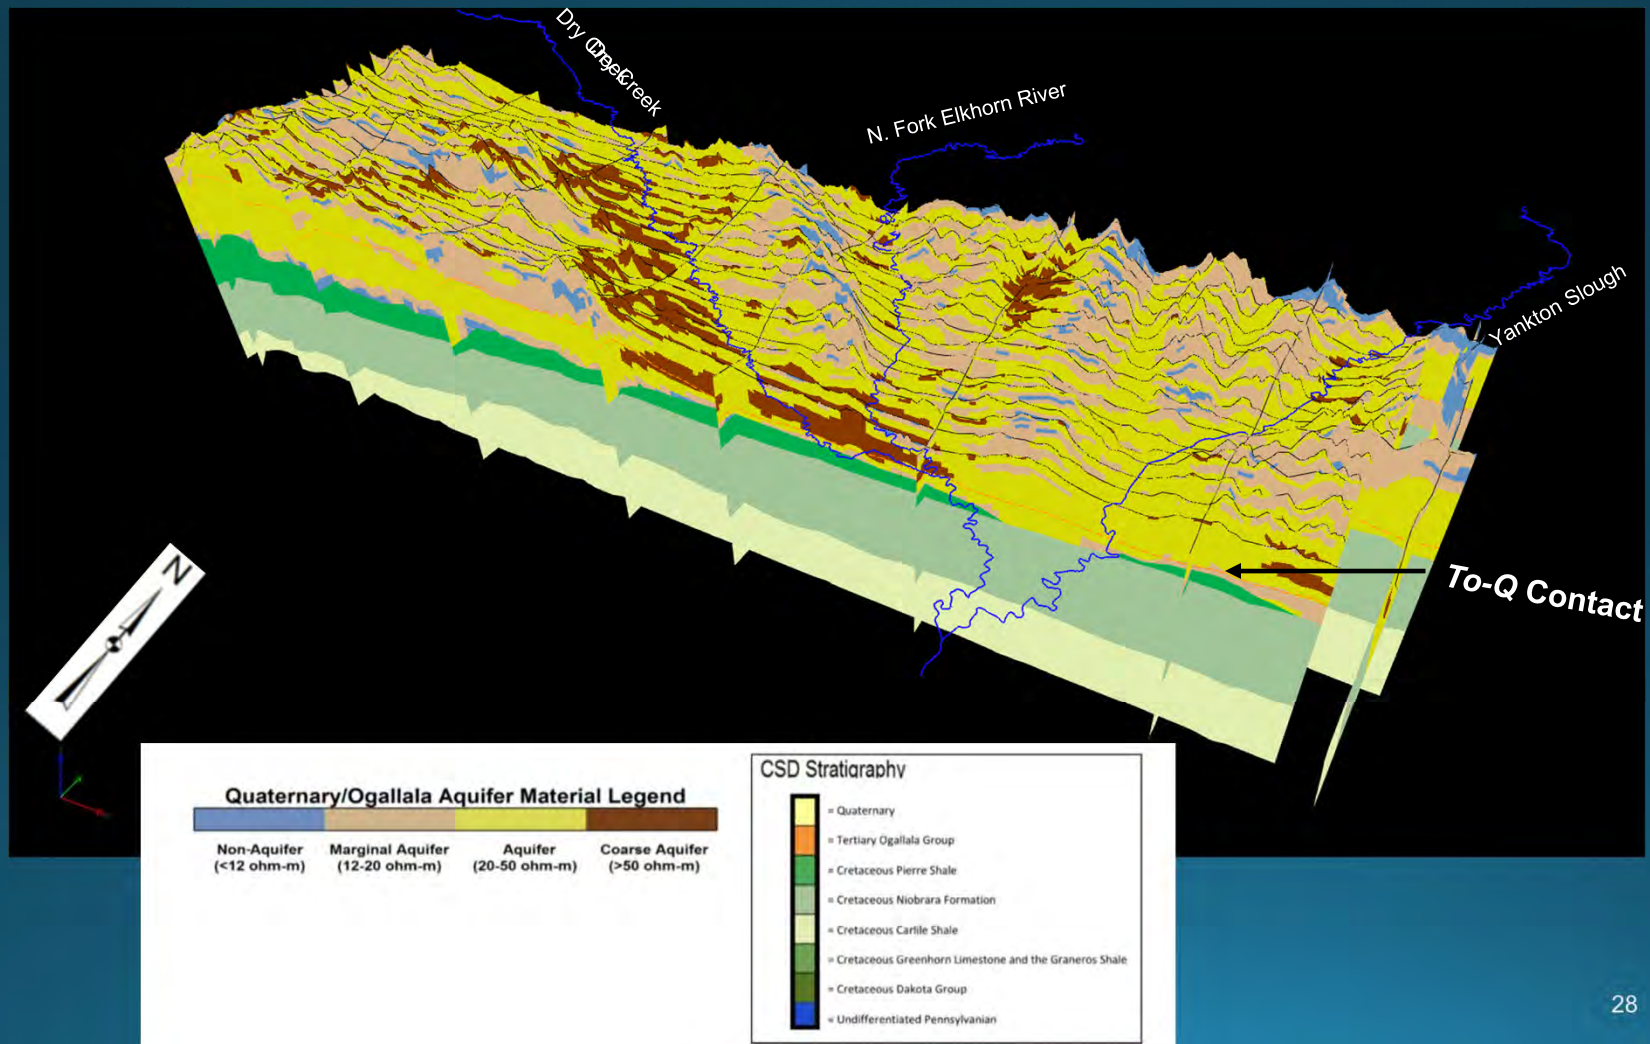 Dry Creek
Dry Creek
N. Fork Elkhorn River
Yankton Slough
To-Q Contact
N
Quaternary/Ogallala Aquifer Material Legend
Non-Aquifer
(<12 ohm-m)
Marginal Aquifer
(12-20 ohm-m)
Aquifer
(20-50 ohm-m)
Coarse Aquifer
(>50 ohm-m)
CSD Stratigraphy
= Quaternary
= Tertiary Ogallala Group
= Cretaceous Pierre Shale
= Cretaceous Niobrara Formation
= Cretaceous Carlile Shale
= Cretaceous Greenhorn Limestone and the Graneros Shale
= Cretaceous Dakota Group
= Undifferentiated Pennsylvanian
28